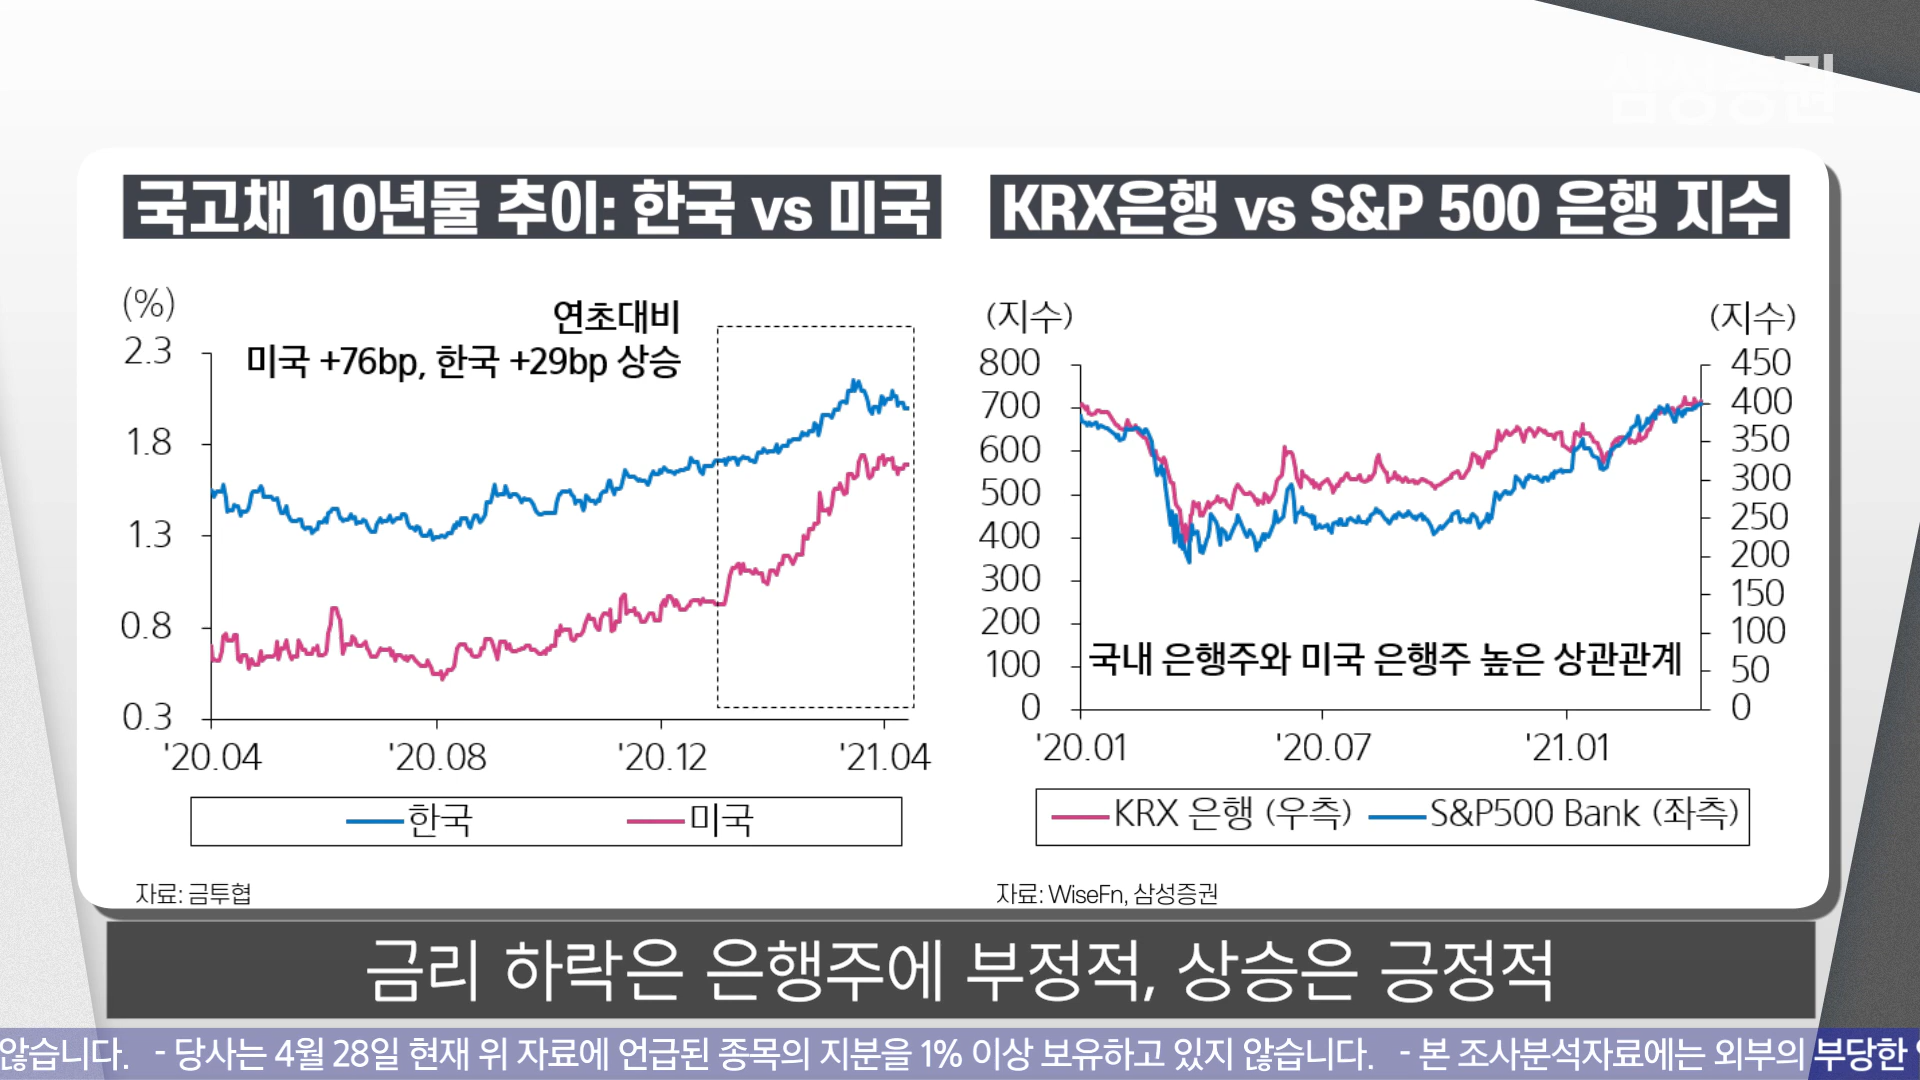 삼성증권
국고채 10년물 추이: 한국 vs 미국
(%)
연초대비
미국 +76bp, 한국 +29bp 상승
2.3
1.8
1.3
0.8
0.3
'20.04 '20.08 '20.12 '21.04
한국 미국
자료: 금투협
KRX은행 vs S&P 500 은행 지수
(지수) (지수)
800
700
600
500
400
300
200
100
0
450
400
350
300
250
200
150
100
50
0
국내 은행주와 미국 은행주 높은 상관관계
'20.01 '20.07 '21.01
KRX 은행 (우측) S&P500 Bank (좌측)
자료: WiseFn, 삼성증권
금리 하락은 은행주에 부정적, 상승은 긍정적
않습니다. - 당사는 4월 28일 현재 위 자료에 언급된 종목의 지분을 1% 이상 보유하고 있지 않습니다. - 본 조사분석자료에는 외부의 부당한